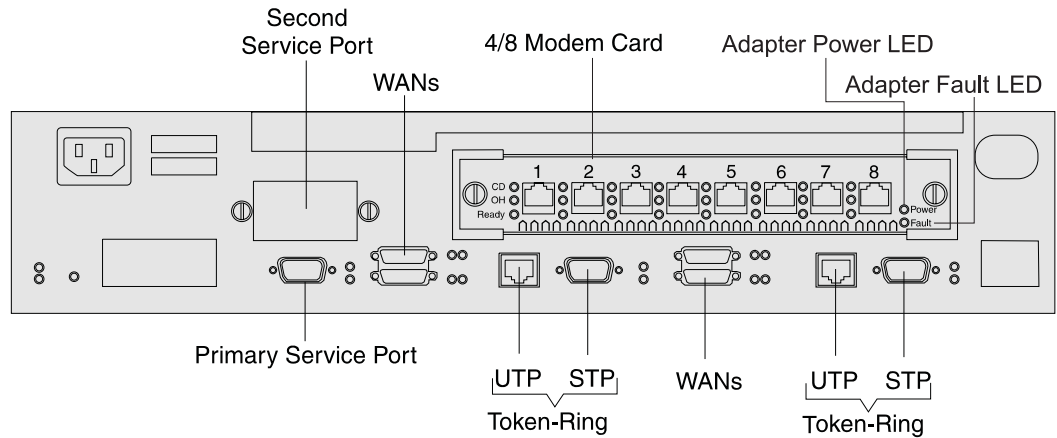 Second
Service Port
WANs
4/8 Modem Card
Adapter Power LED
Adapter Fault LED
1 2 3 4 5 6 7 8
CD
OH
Ready
Power
Fault
Primary Service Port
UTP STP
Token-Ring
WANs
UTP STP
Token-Ring